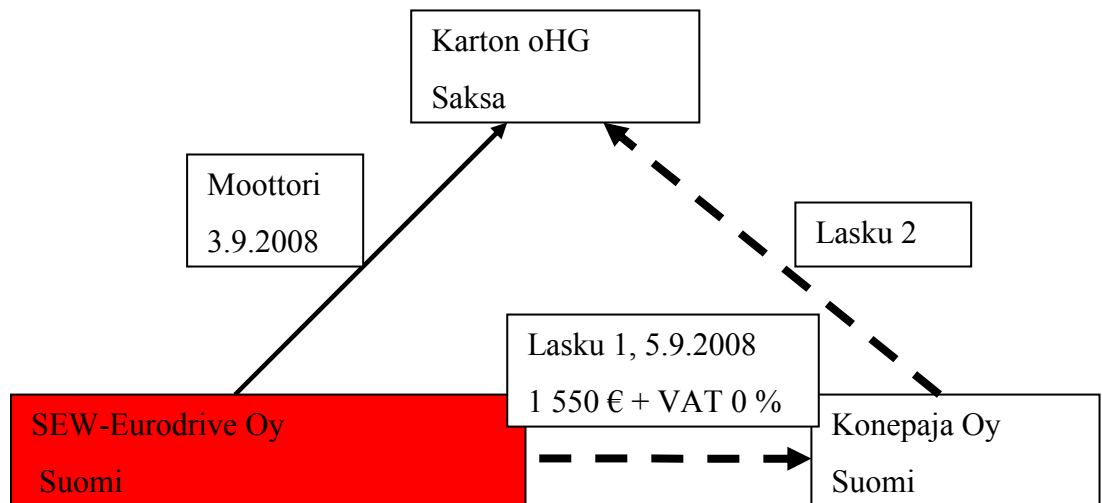 Karton oHG
Saksa
Moottori
3.9.2008
Lasku 2
Lasku 1, 5.9.2008
1 550 € + VAT 0 %
SEW-Eurodrive Oy
Suomi
Konepaja Oy
Suomi